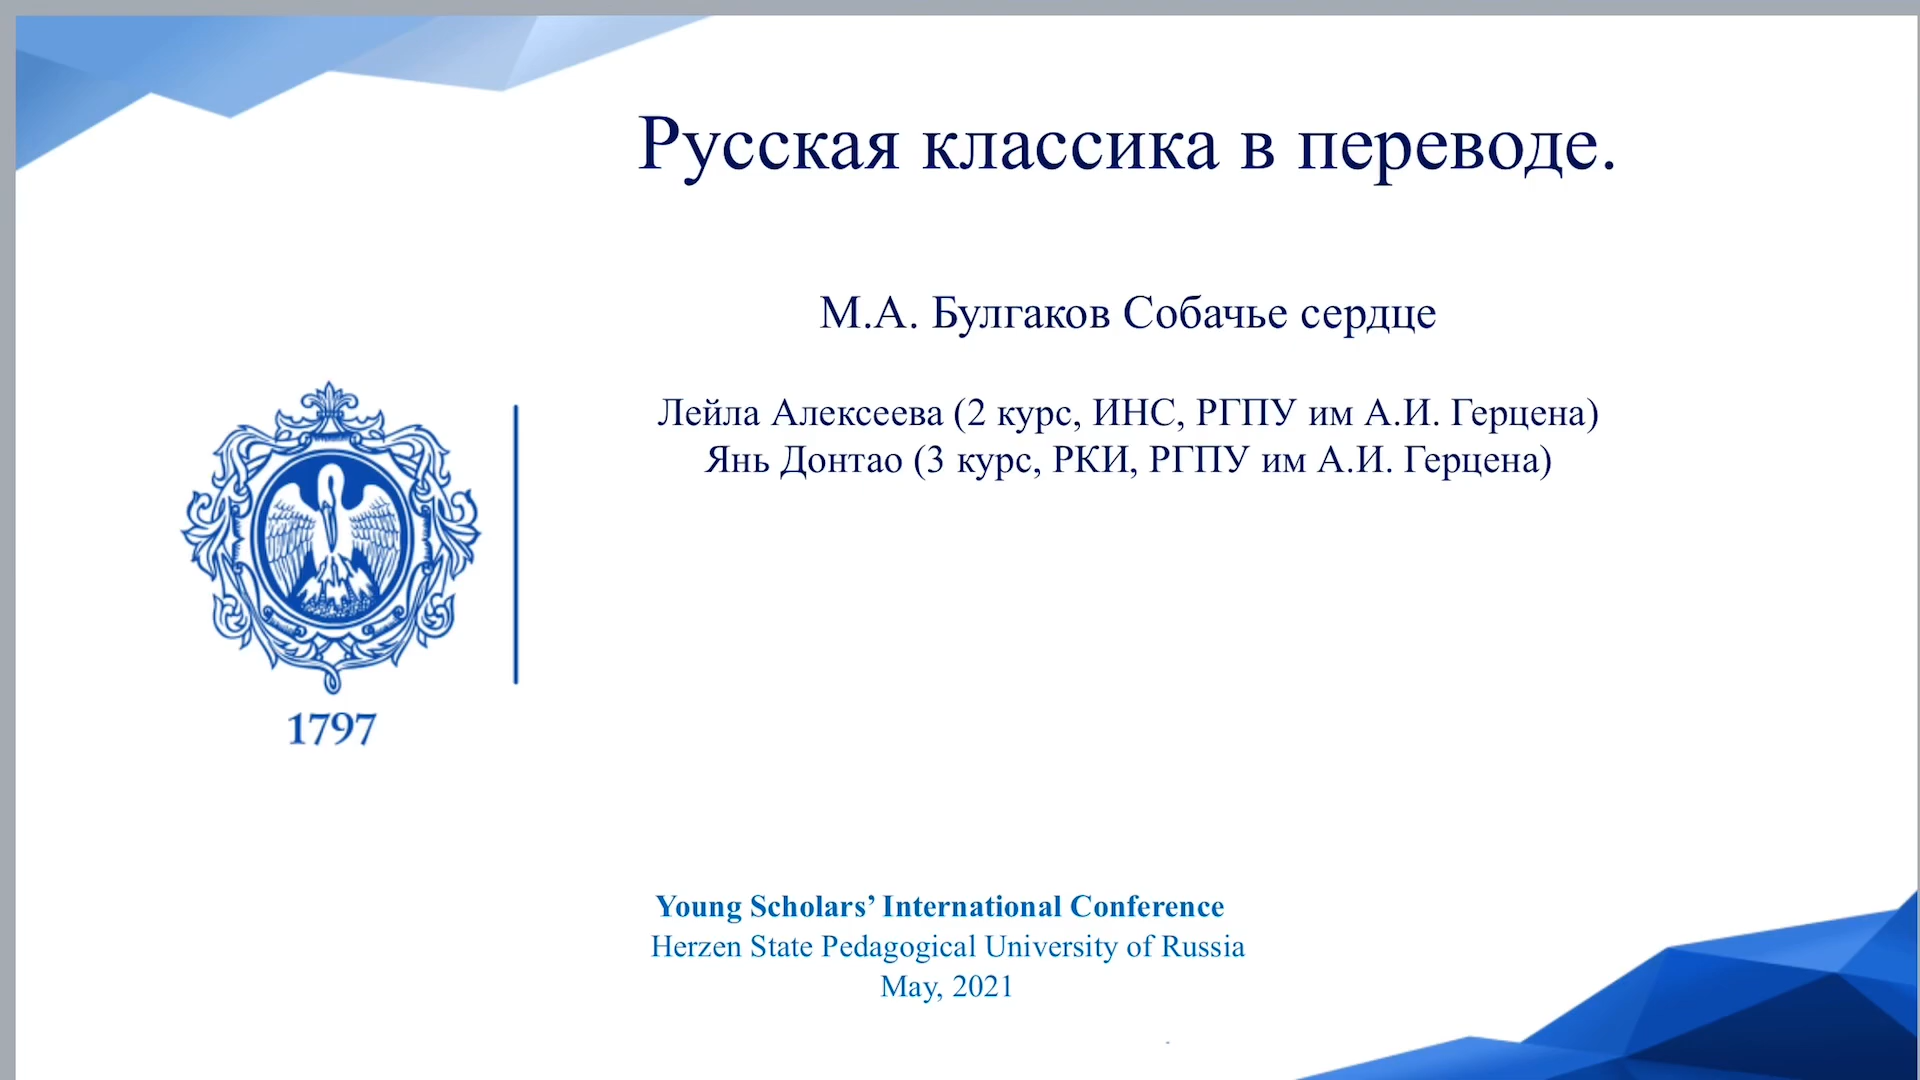 Русская классика в переводе.
М.А. Булгаков Собачье сердце
Лейла Алексеева (2 курс, ИНС, РГПУ им А.И. Герцена)
Янь Донтао (3 курс, РКИ, РГПУ им А.И. Герцена)
1797
Young Scholars’ International Conference
Herzen State Pedagogical University of Russia
May, 2021